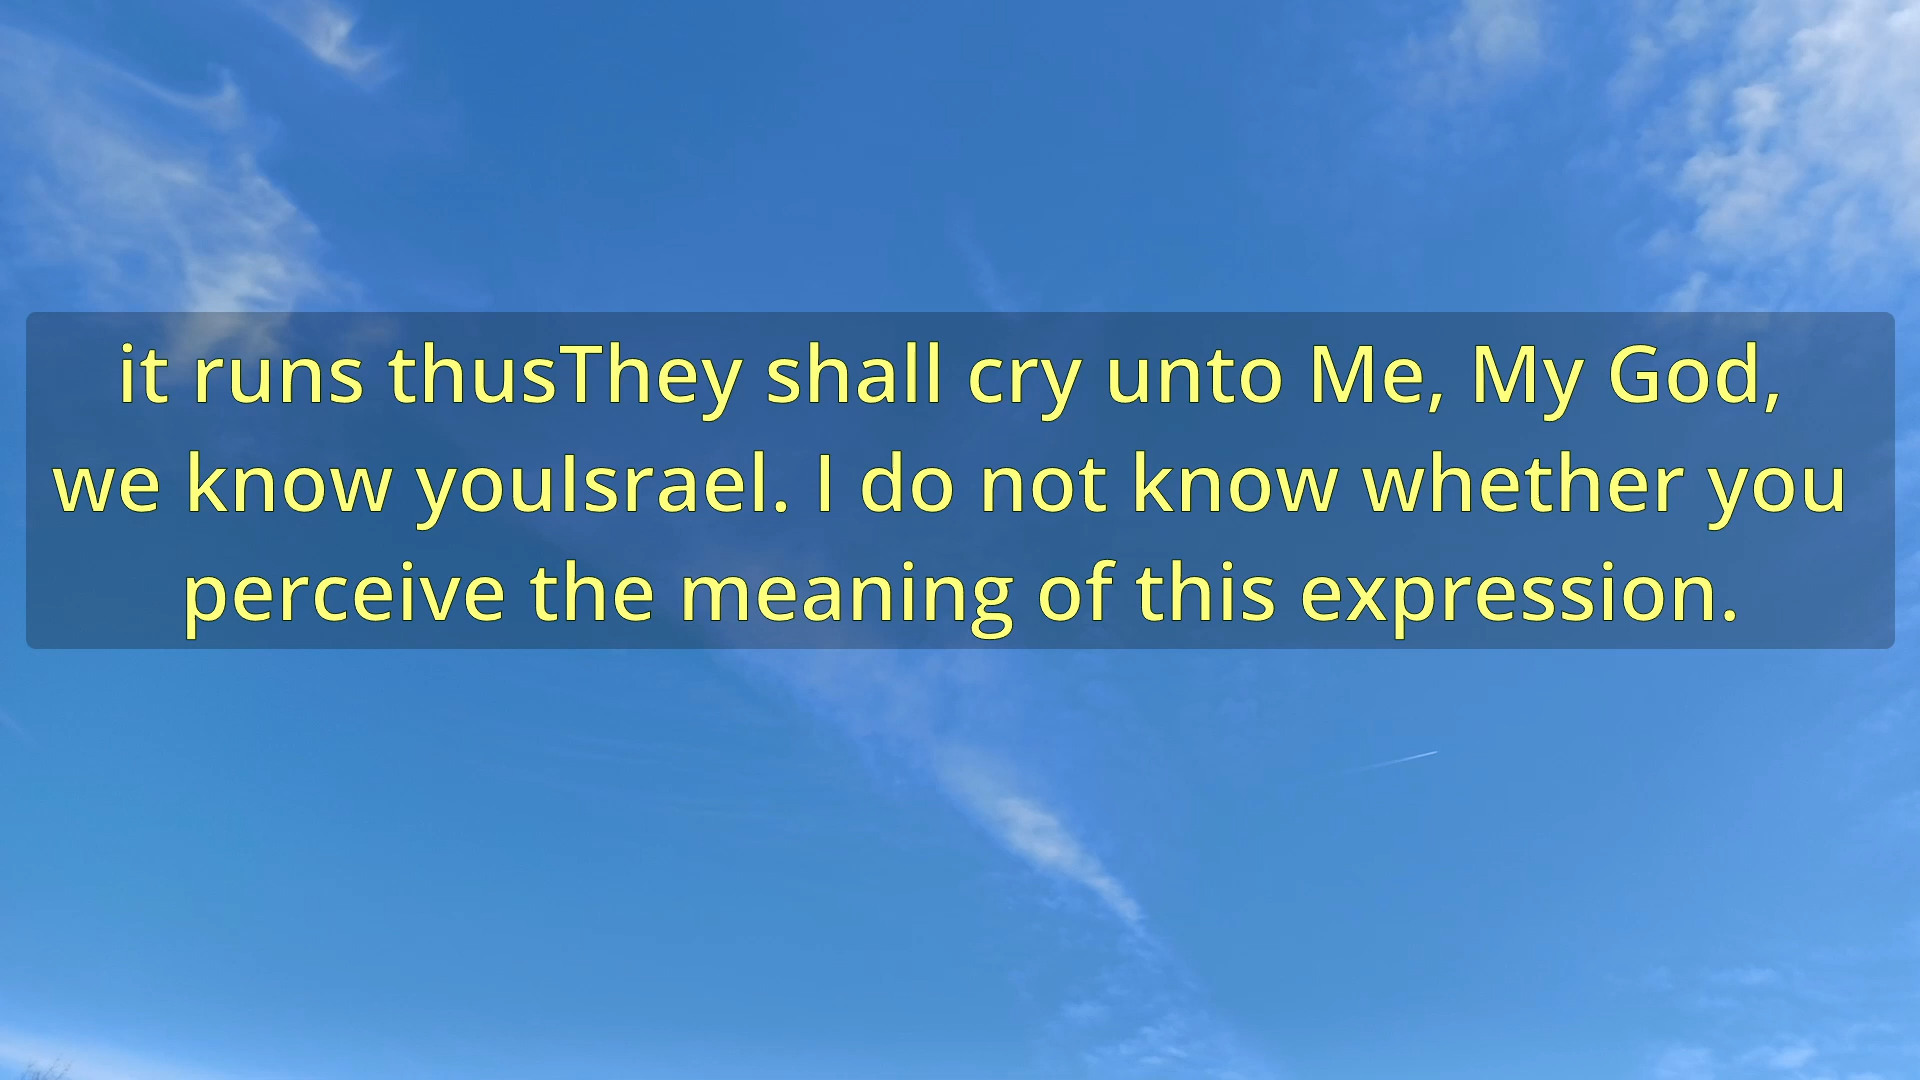 it runs thusThey shall cry unto Me, My God,
we know youIsrael. I do not know whether you
perceive the meaning of this expression.